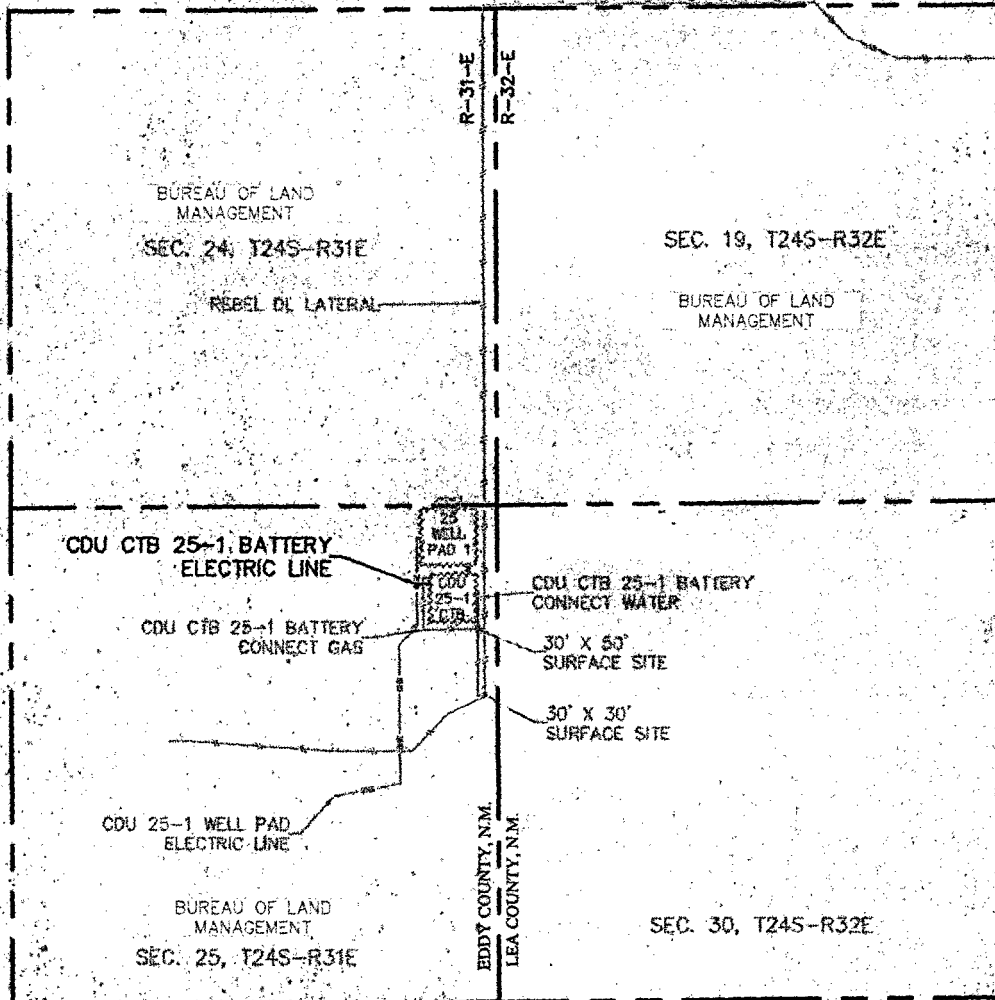 R-31-E
R-32-E
BUREAU OF LAND
MANAGEMENT
SEC. 24, T24S-R31E
SEC. 19, T24S-R32E
REBEL DL LATERAL
BUREAU OF LAND
MANAGEMENT
25
WELL
PAD 1
CDU CTB 25-1 BATTERY
ELECTRIC LINE
CDU
25-1
CTB
CDU CTB 25-1 BATTERY
CONNECT WATER
CDU CTB 25-1 BATTERY
CONNECT GAS
30' X 50'
SURFACE SITE
30' X 30'
SURFACE SITE
CDU 25-1 WELL PAD
ELECTRIC LINE
EDDY COUNTY, N.M.
LEA COUNTY, N.M.
BUREAU OF LAND
MANAGEMENT
SEC. 25, T24S-R31E
SEC. 30, T24S-R32E